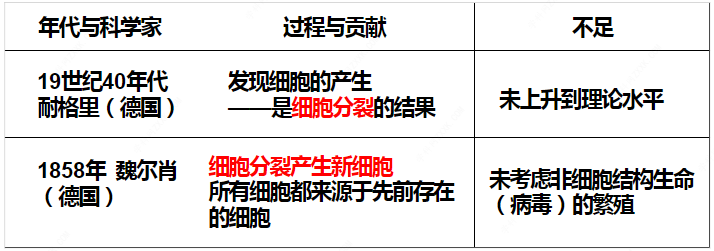 年代与科学家 过程与贡献 不足
19世纪40年代
耐格里（德国）
发现细胞的产生
——是细胞分裂的结果
未上升到理论水平
1858年 魏尔肖
（德国）
细胞分裂产生新细胞
所有细胞都来源于先前存在
的细胞
未考虑非细胞结构生命
（病毒）的繁殖